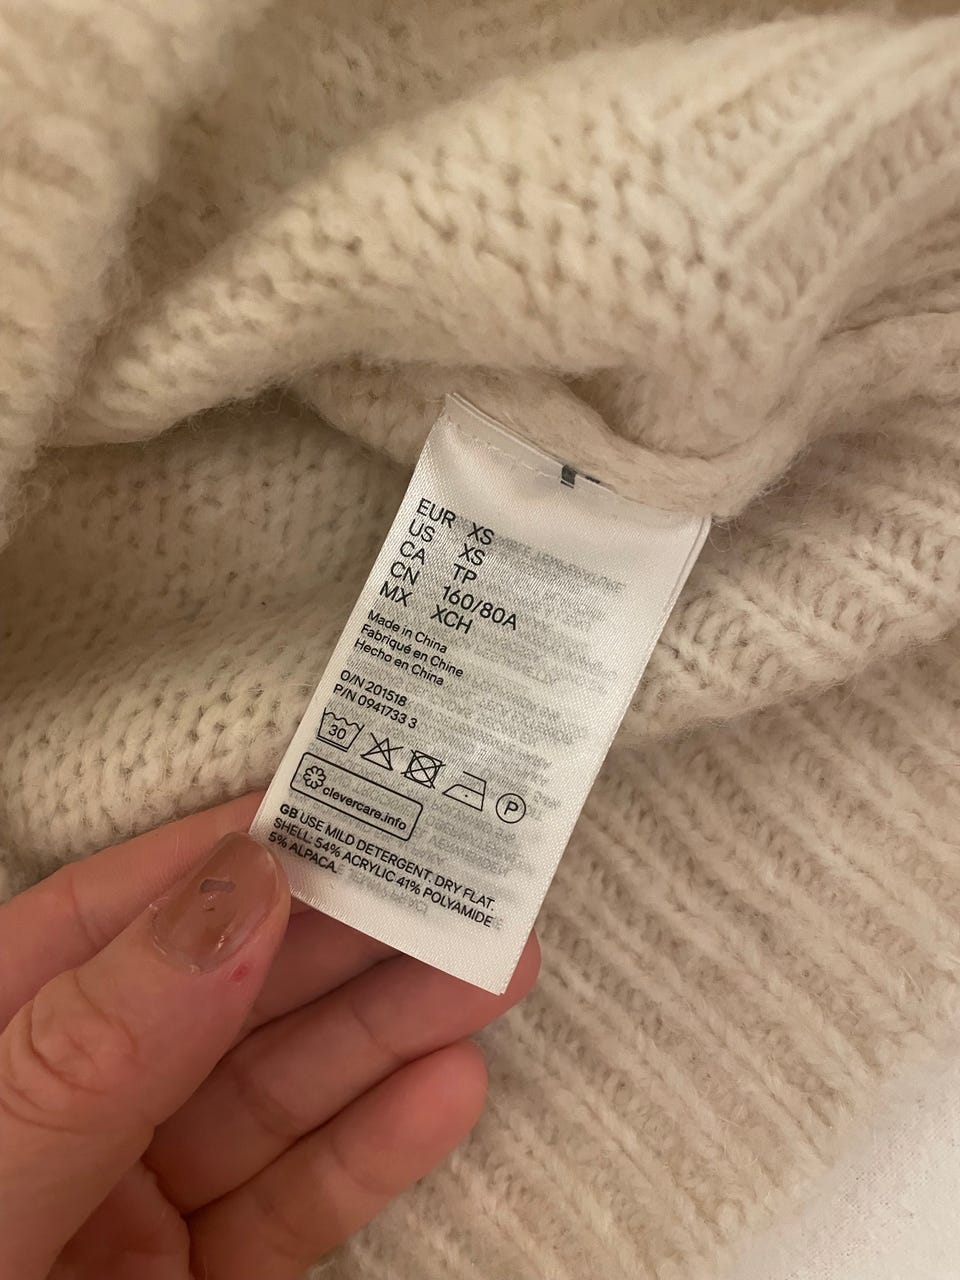 EUR XS
US XS
CA TP
CN 160/80A
MX XCH
Made in China
Fabriqué en Chine
Hecho en China
O/N 201518
P/N 0941733 3
30
P
clevercare.info
GB USE MILD DETERGENT. DRY FLAT.
SHELL: 54% ACRYLIC 41% POLYAMIDE
5% ALPACA.